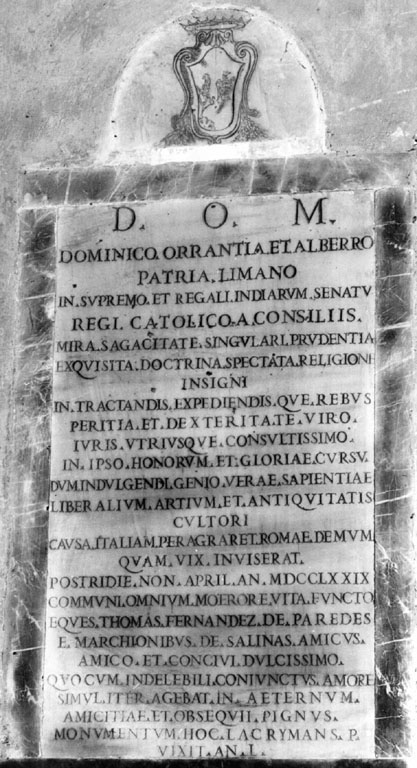 D. O. M.
DOMINICO. ORRANTIA. ET. ALBERRO
PATRIA. LIMANO
IN. SVPREMO. ET REGALI. INDIARVM. SENATV
REGI. CATOLICO. A. CONSILIIS.
MIRA. SAGACITATE. SINGVLARI. PRVDENTIA
EXQVISITA. DOCTRINA. SPECTATA. RELIGIONE
INSIGNI
IN. TRACTANDIS. EXPEDIENDIS. QVE. REBVS
PERITIA. ET. DEXTERITATE. VIRO.
IVRIS. VTRIVSQVE. CONSVLTISSIMO
IN. IPSO. HONORVM. ET. GLORIAE. CVRSV.
DVM. INDVLGENDI. GENIO. VERAE. SAPIENTIAE
LIBERALIVM. ARTIVM. ET. ANTIQVITATIS
CVLTORI
CAVSA. ITALIAM. PERAGRARET. ROMAE. DEMVM
QVAM. VIX. INVISERAT.
POSTRIDIE. NON. APRIL. AN. MDCCLXXIX
COMMVNI. OMNIVM. MOERORE. VITA. FVNCTO
EQVES. THOMAS. FERNANDEZ. DE. PAREDES
E. MARCHIONIBVS. DE. SALINAS. AMICVS.
AMICO. ET. CONCIVI. DVLCISSIMO.
QVOCVM. INDELEBILI. CONIVNCTVS. AMORE
SIMVL. ITER. AGEBAT. IN. AETERNVM.
AMICITIAE. ET. OBSEQVII. PIGNVS.
MONVMENTVM. HOC. LACRYMANS. P.
VIXIT. AN. L.